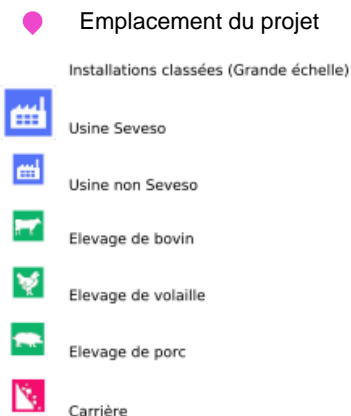 Emplacement du projet
Installations classées (Grande échelle)
Usine Seveso
Usine non Seveso
Elevage de bovin
Elevage de volaille
Elevage de porc
Carrière